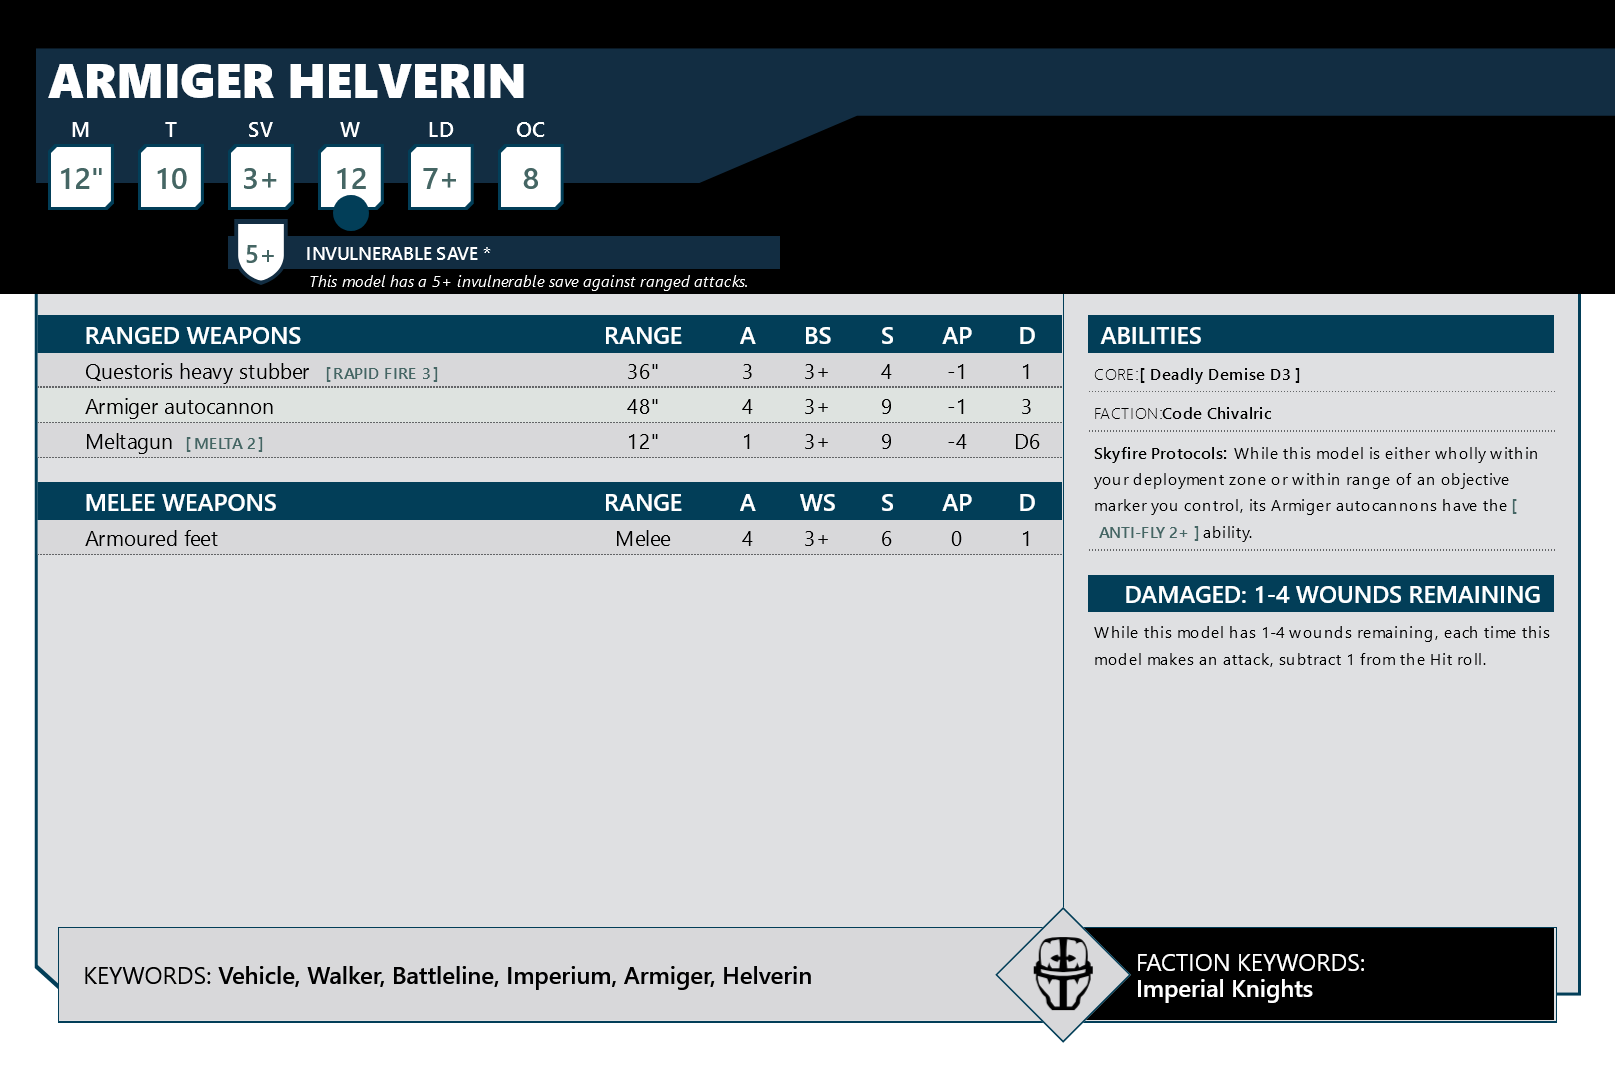 ARMIGER HELVERIN
M T SV W LD OC
12" 10 3+ 12 7+ 8
5+ INVULNERABLE SAVE *
This model has a 5+ invulnerable save against ranged attacks.
RANGED WEAPONS RANGE A BS S AP D
Questoris heavy stubber [RAPID FIRE 3] 36" 3 3+ 4 -1 1
Armiger autocannon 48" 4 3+ 9 -1 3
Meltagun [MELTA 2] 12" 1 3+ 9 -4 D6
MELEE WEAPONS RANGE A WS S AP D
Armoured feet Melee 4 3+ 6 0 1
ABILITIES
CORE:[ Deadly Demise D3 ]
FACTION:Code Chivalric
Skyfire Protocols: While this model is either wholly within
your deployment zone or within range of an objective
marker you control, its Armiger autocannons have the [
ANTI-FLY 2+ ] ability.
DAMAGED: 1-4 WOUNDS REMAINING
While this model has 1-4 wounds remaining, each time this
model makes an attack, subtract 1 from the Hit roll.
KEYWORDS: Vehicle, Walker, Battleline, Imperium, Armiger, Helverin
FACTION KEYWORDS:
Imperial Knights